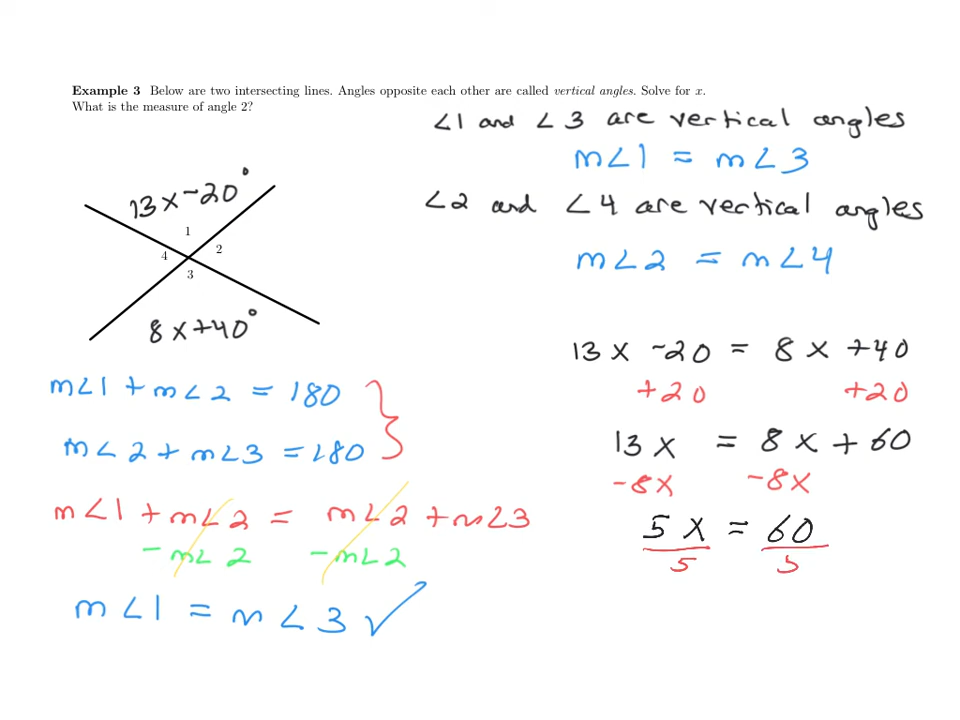 Example 3 Below are two intersecting lines. Angles opposite each other are called vertical angles. Solve for x.
What is the measure of angle 2?
∠1 and ∠3 are vertical angles
m∠1 = m∠3
∠2 and ∠4 are vertical angles
m∠2 = m∠4
13x-20°
1
2
4
3
8x+40°
m∠1 + m∠2 = 180
m∠2 + m∠3 = 180
m∠1 + m∠2 = m∠2 + m∠3
-m∠2 -m∠2
m∠1 = m∠3 ✓
13x -20 = 8x +40
+20 +20
13x = 8x + 60
-8x -8x
5x = 60
5 5